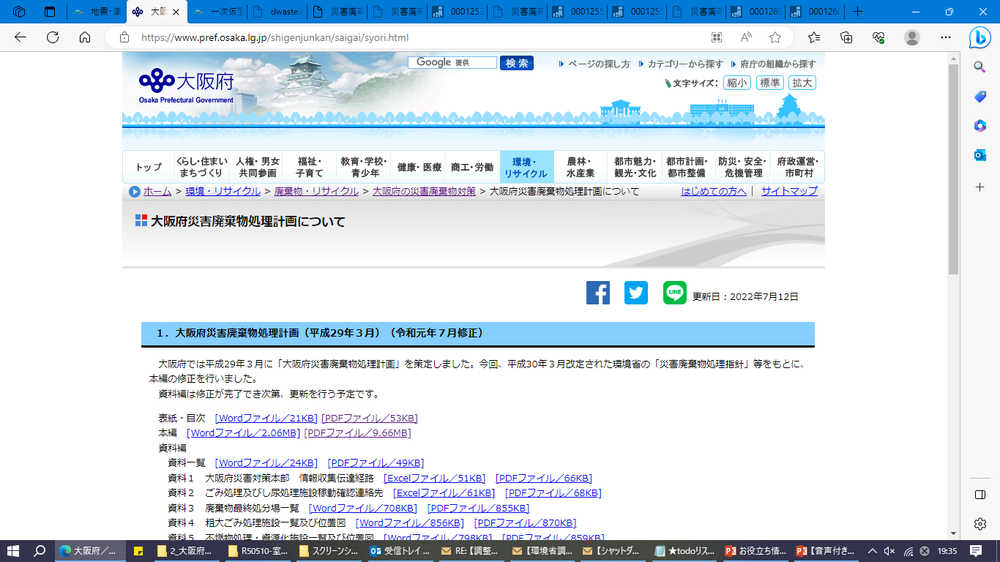 地震・津
大阪
一次仮置
dwastein
災害廃棄
災害廃棄
0001253
災害廃棄
0001255
0001255
災害廃棄
0001260
0001260
https://www.pref.osaka.lg.jp/shigenjunkan/saigai/syori.html
大阪府
Osaka Prefectural Government
Google 提供
検索
ページの探し方 カテゴリーから探す 府庁の組織から探す
文字サイズ： 縮小 標準 拡大
トップ
くらし・住まい
まちづくり
人権・男女
共同参画
福祉・
子育て
教育・学校・
青少年
健康・医療
商工・労働
環境・
リサイクル
農林・
水産業
都市魅力・
観光・文化
都市計画・
都市整備
防災・安全・
危機管理
府政運営・
市町村
ホーム > 環境・リサイクル > 廃棄物・リサイクル > 大阪府の災害廃棄物対策 > 大阪府災害廃棄物処理計画について
はじめての方へ | サイトマップ
大阪府災害廃棄物処理計画について
LINE
更新日：2022年7月12日
１．大阪府災害廃棄物処理計画（平成29年３月）（令和元年７月修正）
大阪府では平成29年３月に「大阪府災害廃棄物処理計画」を策定しました。今回、平成30年３月改定された環境省の「災害廃棄物処理指針」等をもとに、
本編の修正を行いました。
資料編は修正が完了でき次第、更新を行う予定です。
表紙・目次 [Wordファイル／21KB] [PDFファイル／53KB]
本編 [Wordファイル／2.06MB] [PDFファイル／9.66MB]
資料編
資料一覧 [Wordファイル／24KB] [PDFファイル／49KB]
資料１ 大阪府災害対策本部 情報収集伝達経路 [Excelファイル／51KB] [PDFファイル／66KB]
資料２ ごみ処理及びし尿処理施設稼動確認連絡先 [Excelファイル／61KB] [PDFファイル／68KB]
資料３ 廃棄物最終処分場一覧 [Wordファイル／708KB] [PDFファイル／855KB]
資料４ 粗大ごみ処理施設一覧及び位置図 [Wordファイル／856KB] [PDFファイル／870KB]
資料５ 不燃物処理・資源化施設一覧及び位置図 [Wordファイル／798KB] [PDFファイル／859KB]
大阪府／...
2_大阪府...
R50510-室...
スクリーンシ...
受信トレイ ...
RE:【調整...
【環境省調...
【シャットダ...
★todoリス...
お役立ち情...
【音声付き...
19:35